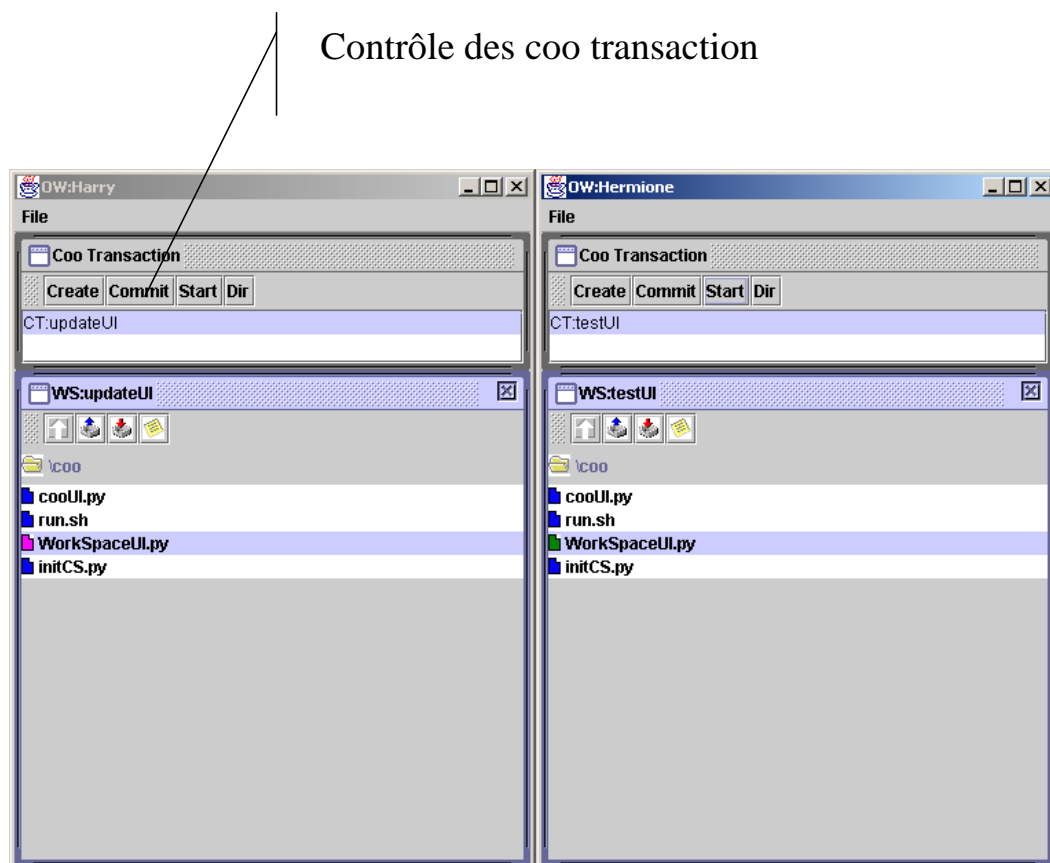 Contrôle des coo transaction
OW:Harry
File
Coo Transaction
Create Commit Start Dir
CT:updateUI
WS:updateUI
\coo
cooUI.py
run.sh
WorkSpaceUI.py
initCS.py
OW:Hermione
File
Coo Transaction
Create Commit Start Dir
CT:testUI
WS:testUI
\coo
cooUI.py
run.sh
WorkSpaceUI.py
initCS.py